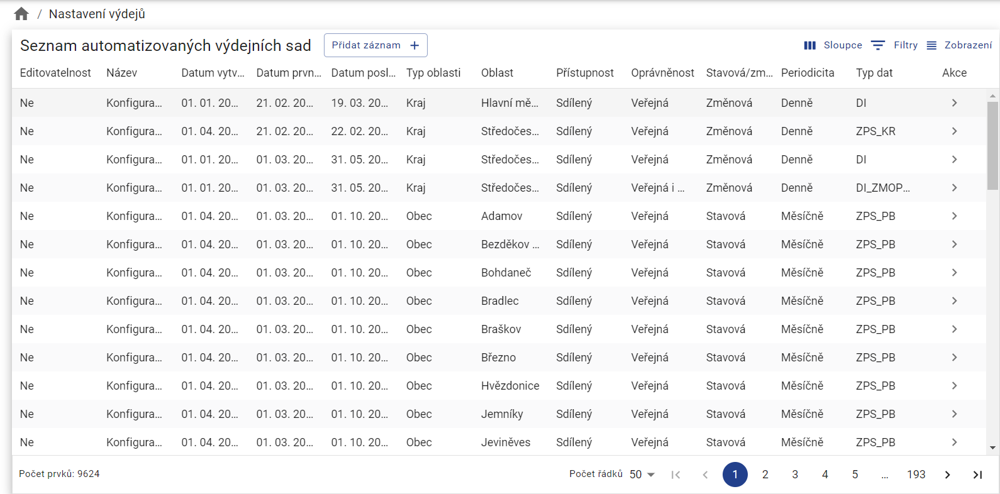 / Nastavení výdejů
Seznam automatizovaných výdejních sad Přidat záznam + Sloupce Filtry Zobrazení
Editovatelnost Název Datum vytv... Datum prvn... Datum posl... Typ oblasti Oblast Přístupnost Oprávněnost Stavová/zm... Periodicita Typ dat Akce
Ne Konfigura... 01. 01. 20... 21. 02. 20... 19. 03. 20... Kraj Hlavní mě... Sdílený Veřejná Změnová Denně DI
Ne Konfigura... 01. 04. 20... 21. 02. 20... 22. 02. 20... Kraj Středočes... Sdílený Veřejná Změnová Denně ZPS_KR
Ne Konfigura... 01. 01. 20... 01. 03. 20... 31. 05. 20... Kraj Středočes... Sdílený Veřejná Změnová Denně DI
Ne Konfigura... 01. 01. 20... 01. 03. 20... 31. 05. 20... Kraj Středočes... Sdílený Veřejná i ... Změnová Denně DI_ZMOP...
Ne Konfigura... 01. 04. 20... 01. 03. 20... 01. 10. 20... Obec Adamov Sdílený Veřejná Stavová Měsíčně ZPS_PB
Ne Konfigura... 01. 04. 20... 01. 03. 20... 01. 10. 20... Obec Bezděkov ... Sdílený Veřejná Stavová Měsíčně ZPS_PB
Ne Konfigura... 01. 04. 20... 01. 03. 20... 01. 10. 20... Obec Bohdaneč Sdílený Veřejná Stavová Měsíčně ZPS_PB
Ne Konfigura... 01. 04. 20... 01. 03. 20... 01. 10. 20... Obec Bradlec Sdílený Veřejná Stavová Měsíčně ZPS_PB
Ne Konfigura... 01. 04. 20... 01. 03. 20... 01. 10. 20... Obec Braškov Sdílený Veřejná Stavová Měsíčně ZPS_PB
Ne Konfigura... 01. 04. 20... 01. 03. 20... 01. 10. 20... Obec Březno Sdílený Veřejná Stavová Měsíčně ZPS_PB
Ne Konfigura... 01. 04. 20... 01. 03. 20... 01. 10. 20... Obec Hvězdonice Sdílený Veřejná Stavová Měsíčně ZPS_PB
Ne Konfigura... 01. 04. 20... 01. 03. 20... 01. 10. 20... Obec Jemníky Sdílený Veřejná Stavová Měsíčně ZPS_PB
Ne Konfigura... 01. 04. 20... 01. 03. 20... 01. 10. 20... Obec Jeviněves Sdílený Veřejná Stavová Měsíčně ZPS_PB
Počet prvků: 9624 Počet řádků 50 1 2 3 4 5 ... 193